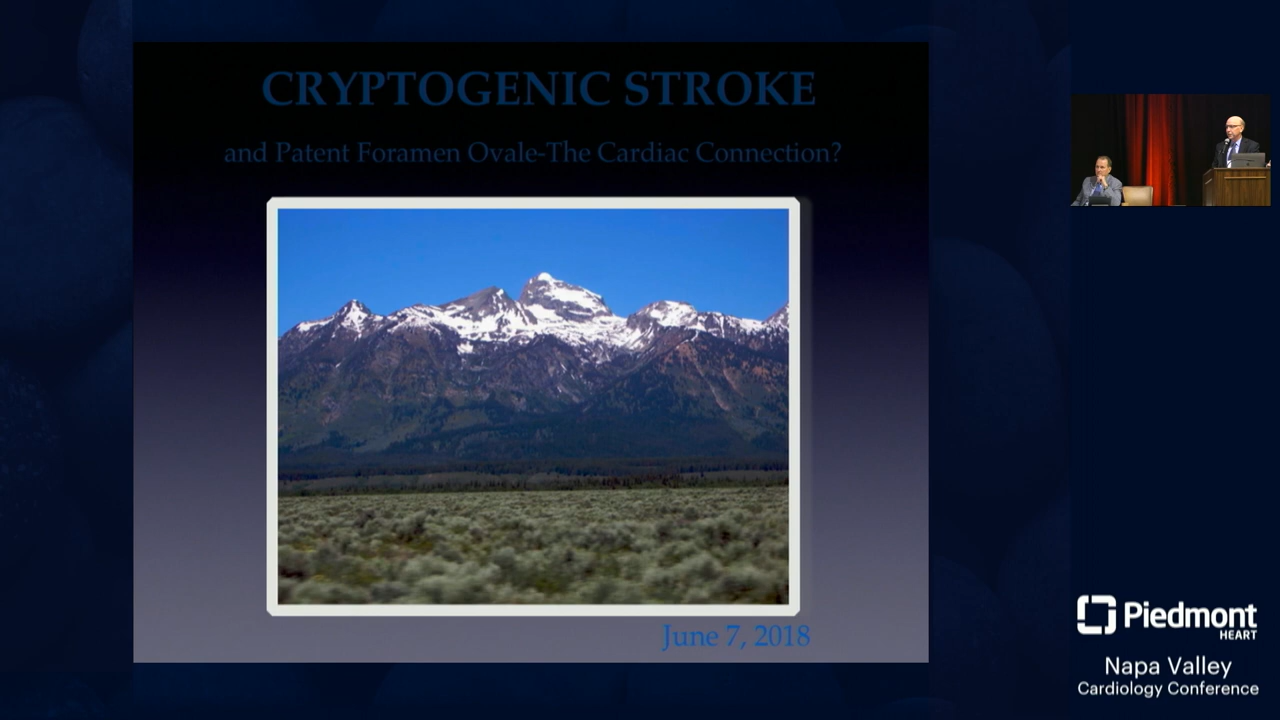 CRYPTOGENIC STROKE
and Patent Foramen Ovale-The Cardiac Connection?
June 7, 2018
Piedmont
HEART
Napa Valley
Cardiology Conference